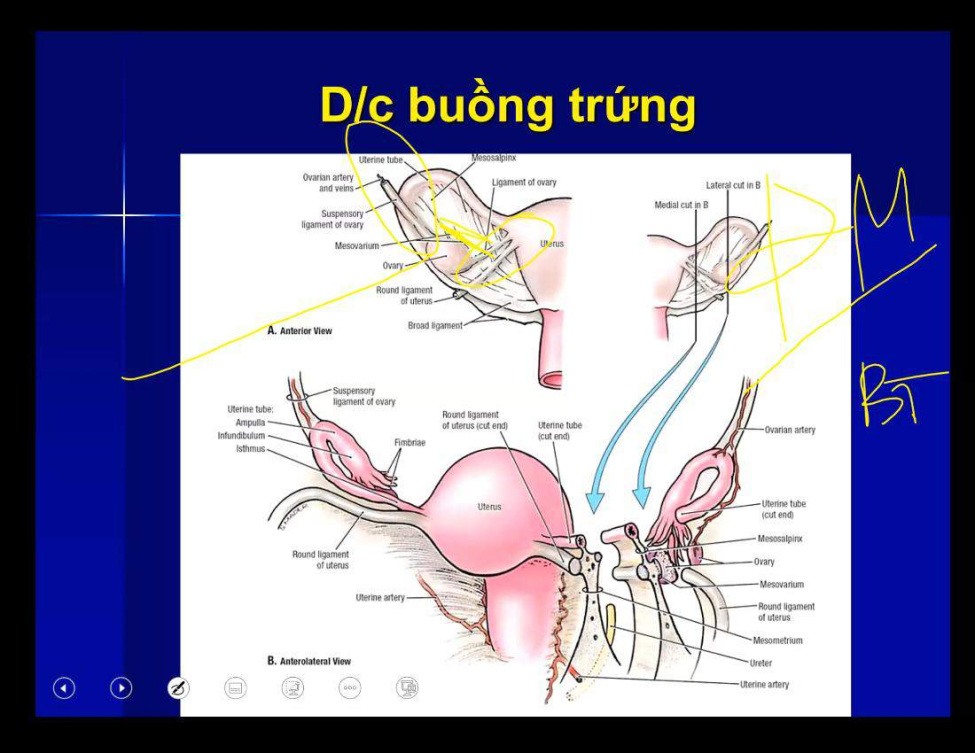 D/c buồng trứng
Uterine tube
Mesosalpinx
Ovarian artery
and veins
Ligament of ovary
Lateral cut in B
Medial cut in B
Suspensory
ligament of ovary
Mesovarium
Uterus
Ovary
Round ligament
of uterus
Broad ligament
A. Anterior View
M
BT
Suspensory
ligament of ovary
Uterine tube:
Ampulla
Infundibulum
Isthmus
Fimbriae
Round ligament
of uterus (cut end)
Uterine tube
(cut end)
Ovarian artery
Uterus
Uterine tube
(cut end)
Mesosalpinx
Round ligament
of uterus
Ovary
Mesovarium
Uterine artery
Round ligament
of uterus
Mesometrium
Ureter
Uterine artery
B. Anterolateral View